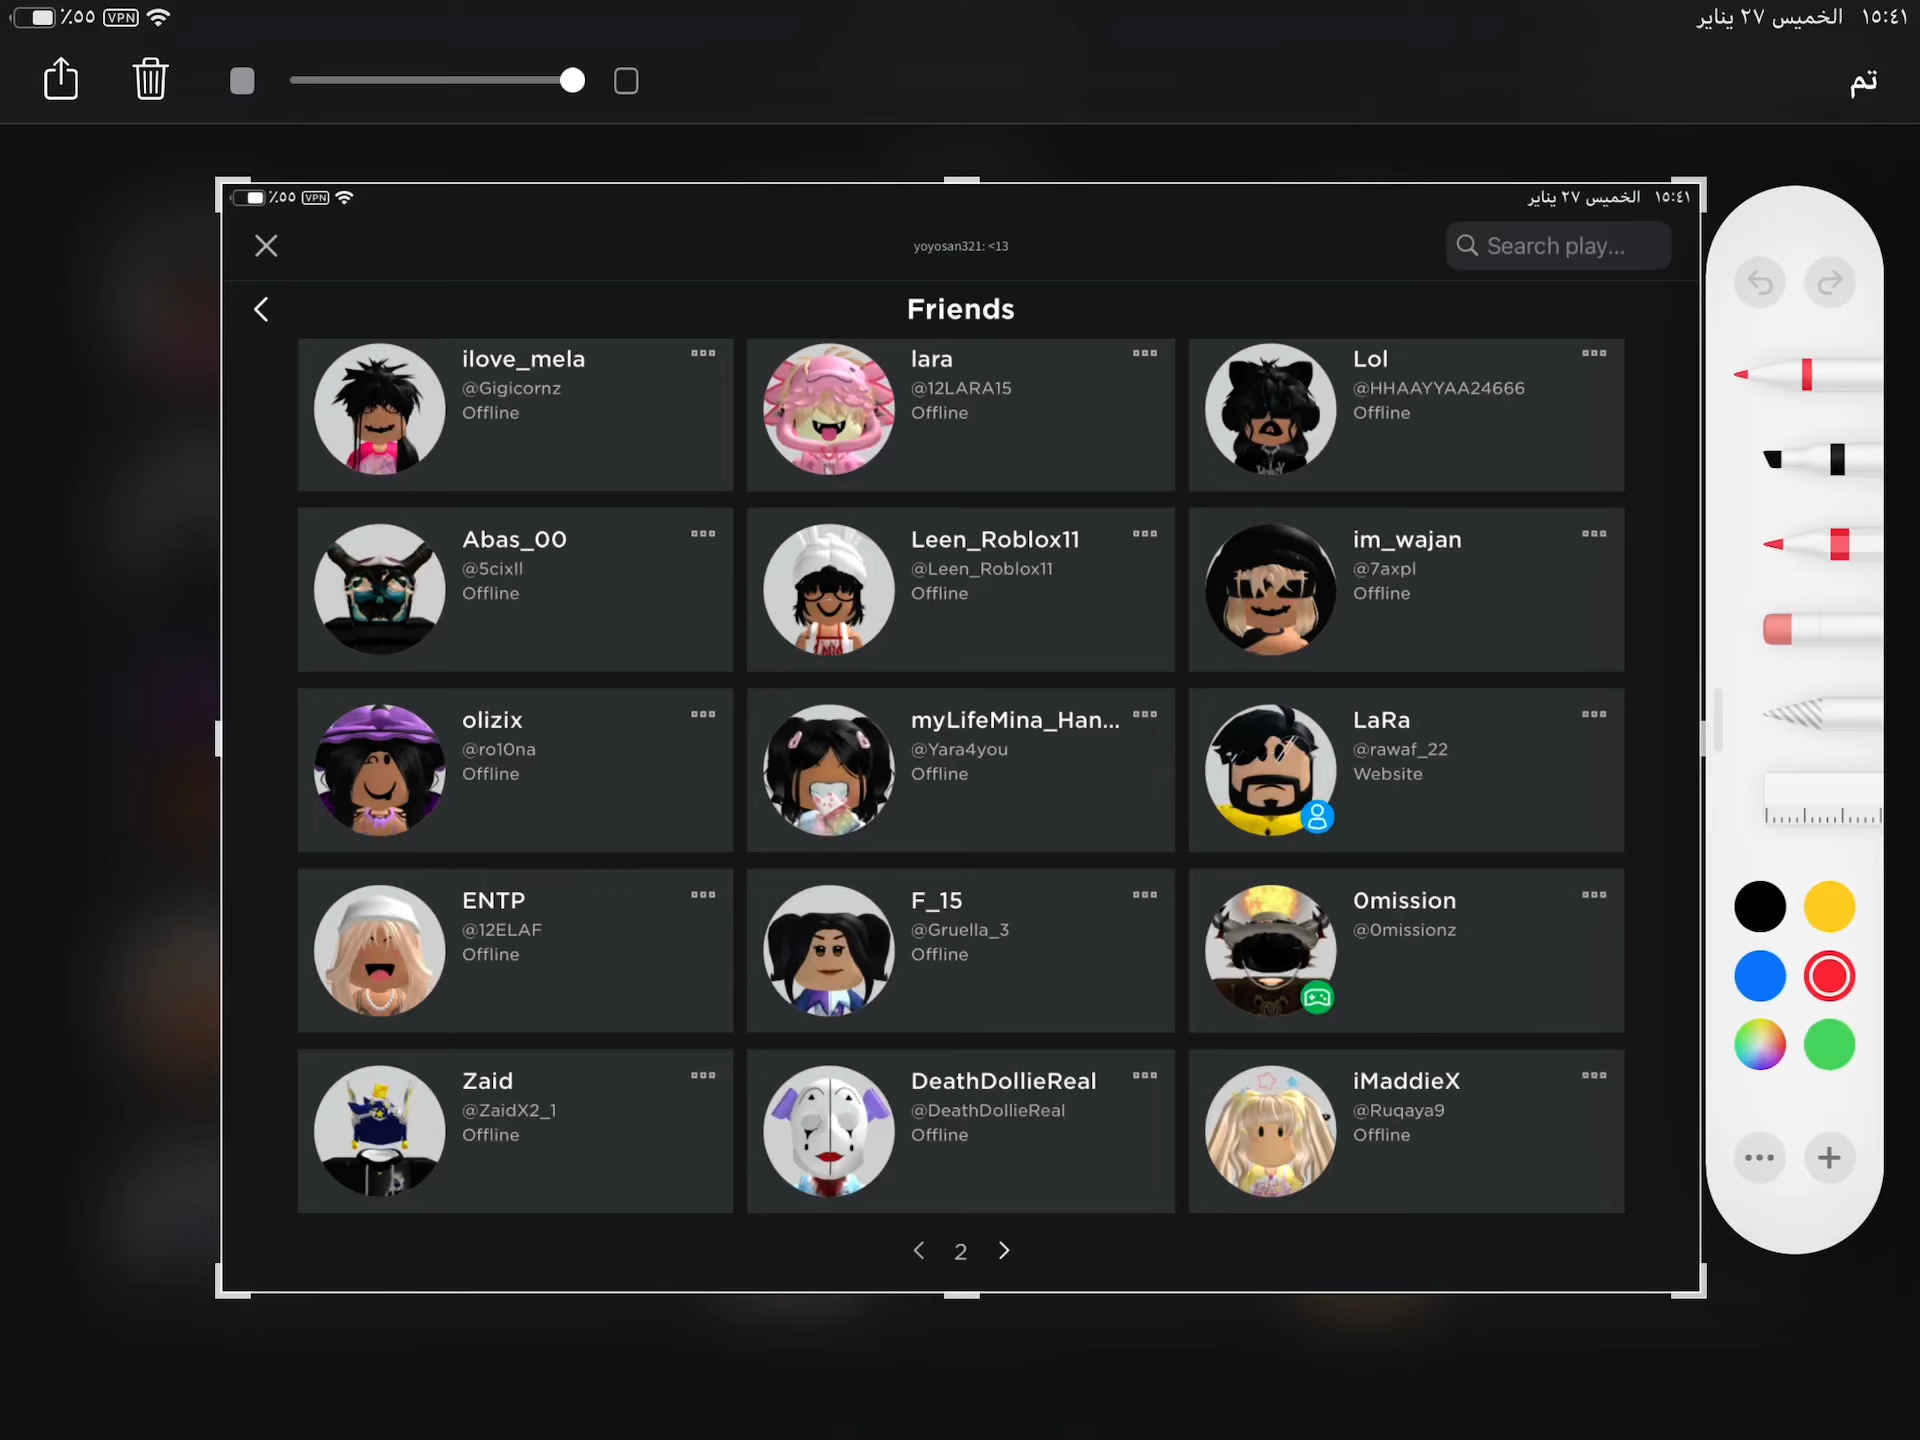 ٪٥٥ VPN
١٥:٤١ الخميس ٢٧ يناير
تم
٪٥٥ VPN
١٥:٤١ الخميس ٢٧ يناير
yoyosan321: <13
Search play...
Friends
ilove_mela
@Gigicornz
Offline
lara
@12LARA15
Offline
Lol
@HHAAYYAA24666
Offline
Abas_00
@5cixll
Offline
Leen_Roblox11
@Leen_Roblox11
Offline
im_wajan
@7axpl
Offline
olizix
@ro10na
Offline
myLifeMina_Han...
@Yara4you
Offline
LaRa
@rawaf_22
Website
ENTP
@12ELAF
Offline
F_15
@Gruella_3
Offline
0mission
@0missionz
Zaid
@ZaidX2_1
Offline
DeathDollieReal
@DeathDollieReal
Offline
iMaddieX
@Ruqaya9
Offline
2